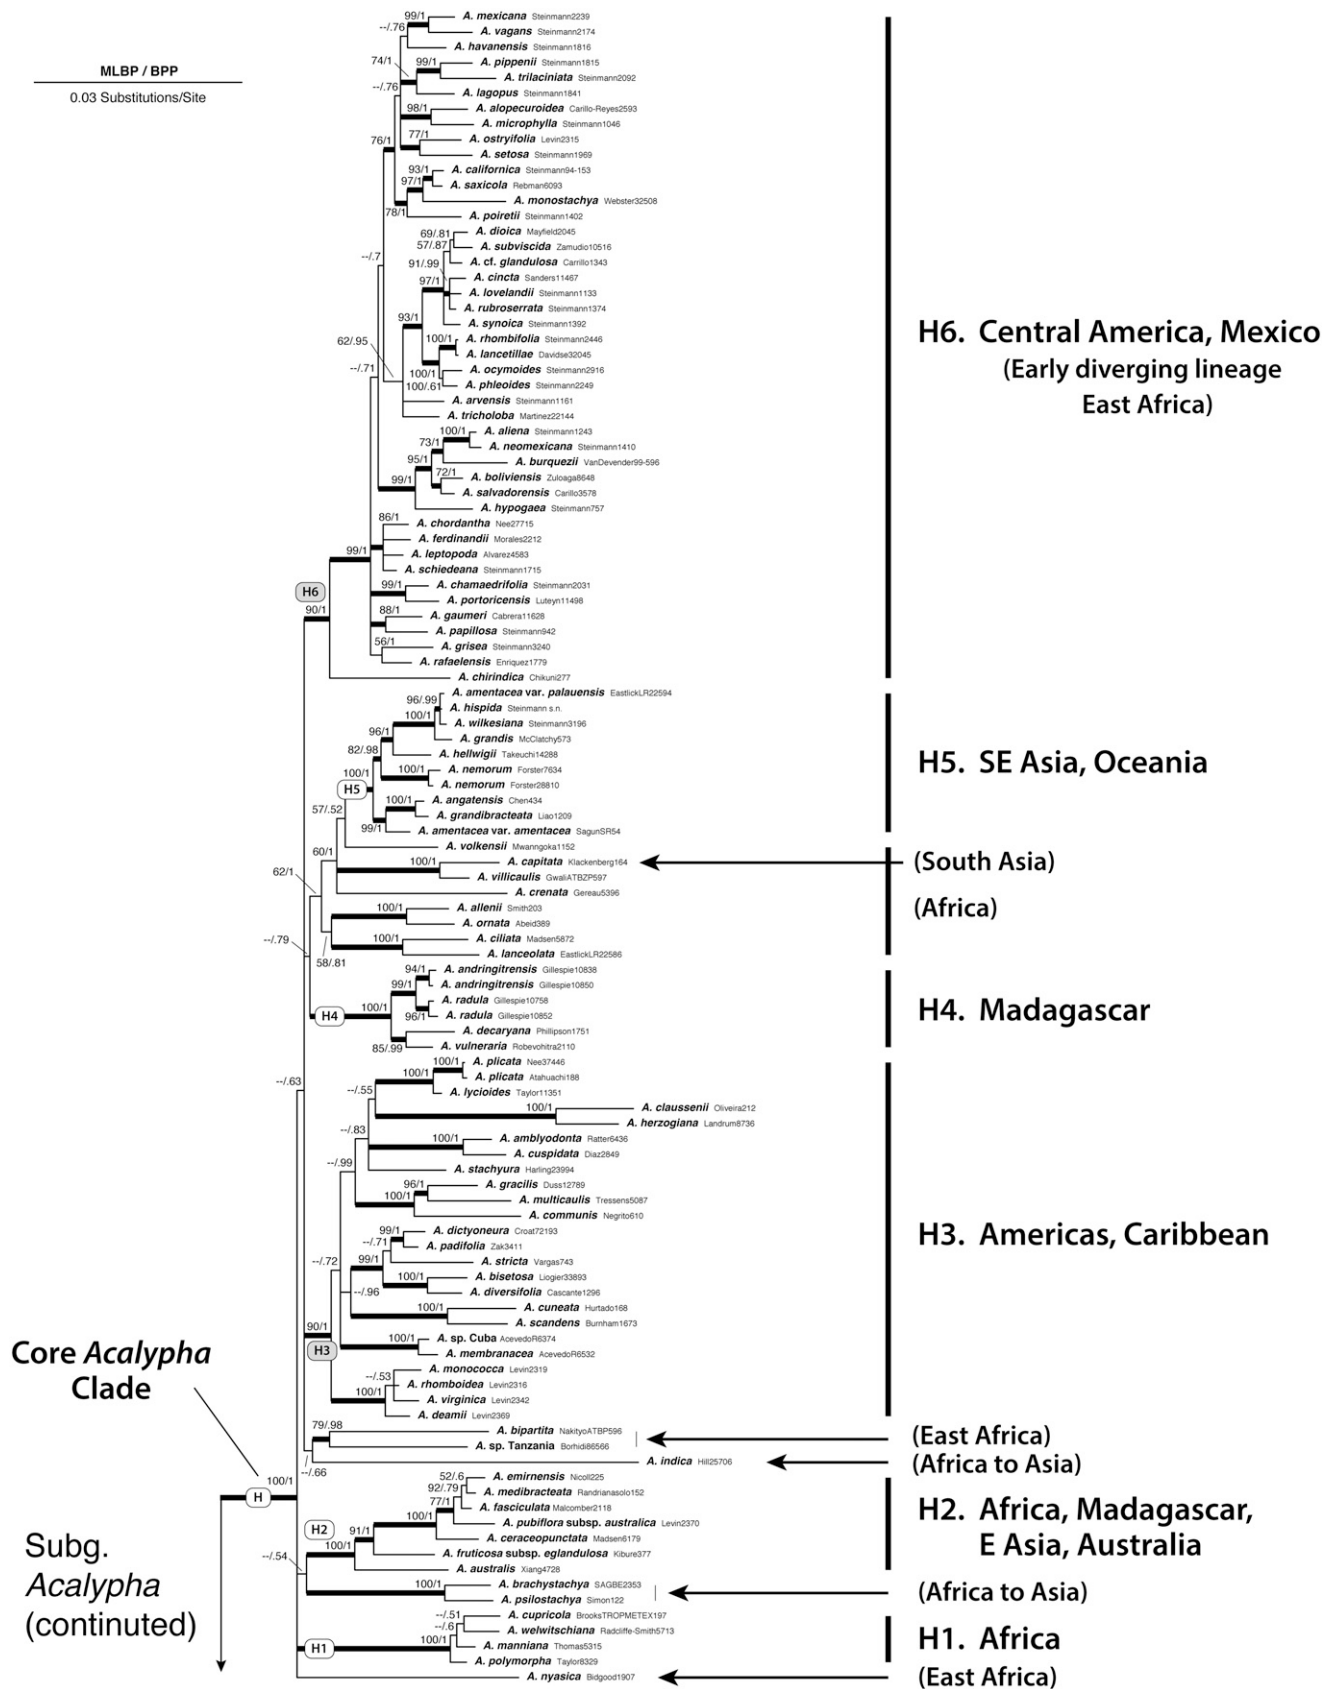 MLBP / BPP
0.03 Substitutions/Site
99/1
A. mexicana Steinmann2239
--/.76
A. vagans Steinmann2174
A. havanensis Steinmann1816
74/1
99/1
A. pippenii Steinmann1815
A. trilaciniata Steinmann2092
--/.76
A. lagopus Steinmann1841
98/1
A. alopecuroidea Carillo-Reyes2593
A. microphylla Steinmann1046
76/1
77/1
A. ostryifolia Levin2315
A. setosa Steinmann1969
93/1
A. californica Steinmann94-153
97/1
A. saxicola Rebman6093
A. monostachya Webster32508
78/1
A. poiretii Steinmann1402
69/.81
A. dioica Mayfield2045
57/.87
A. subviscida Zamudio10516
--/.7
91/.99
A. cf. glandulosa Carrillo1343
97/1
A. cincta Sanders11467
A. lovelandii Steinmann1133
A. rubroserrata Steinmann1374
93/1
A. synoica Steinmann1392
62/.95
100/1
A. rhombifolia Steinmann2446
A. lancetillae Davidse32045
--/.71
100/1
A. ocymoides Steinmann2916
100/.61
A. phleoides Steinmann2249
A. arvensis Steinmann1161
A. tricholoba Martinez22144
100/1
A. aliena Steinmann1243
73/1
A. neomexicana Steinmann1410
95/1
A. burquezii VanDevender99-596
99/1
72/1
A. boliviensis Zuloaga8648
A. salvadorensis Carillo3578
A. hypogaea Steinmann757
86/1
A. chordantha Nee27715
A. ferdinandii Morales2212
99/1
A. leptopoda Alvarez4583
A. schiedeana Steinmann1715
H6
99/1
A. chamaedrifolia Steinmann2031
A. portoricensis Luteyn11498
90/1
88/1
A. gaumeri Cabrera11628
A. papillosa Steinmann942
56/1
A. grisea Steinmann3240
A. rafaelensis Enriquez1779
A. chirindica Chikuni277
H6. Central America, Mexico
(Early diverging lineage
East Africa)
A. amentacea var. palauensis EastlickLR22594
96/.99
A. hispida Steinmann s.n.
100/1
A. wilkesiana Steinmann3196
96/1
A. grandis McClatchy573
82/.98
A. hellwigii Takeuchi14288
100/1
100/1
A. nemorum Forster7634
H5
A. nemorum Forster28810
57/.52
100/1
A. angatensis Chen434
A. grandibracteata Liao1209
99/1
A. amentacea var. amentacea SagunSR54
H5. SE Asia, Oceania
A. volkensii Mwanngoka1152
60/1
100/1
A. capitata Klackenberg164
(South Asia)
62/1
A. villicaulis GwaliATBZP597
A. crenata Gereau5396
100/1
A. allenii Smith203
(Africa)
A. ornata Abeid389
--/.79
100/1
A. ciliata Madsen5872
58/.81
A. lanceolata EastlickLR22586
94/1
A. andringitrensis Gillespie10838
99/1
A. andringitrensis Gillespie10850
100/1
A. radula Gillespie10758
H4
96/1
A. radula Gillespie10852
A. decaryana Phillipson1751
85/.99
A. vulneraria Robevohitra2110
H4. Madagascar
--/.63
100/1
A. plicata Nee37446
100/1
A. plicata Atahuachi188
--/.55
A. lycioides Taylor11351
100/1
A. claussenii Oliveira212
A. herzogiana Landrum8736
--/.83
100/1
A. amblyodonta Ratter6436
A. cuspidata Diaz2849
--/.99
A. stachyura Harling23994
96/1
A. gracilis Duss12789
100/1
A. multicaulis Tressens5087
A. communis Negrito610
99/1
A. dictyoneura Croat72193
--/.71
A. padifolia Zak3411
--/.72
99/1
A. stricta Vargas743
100/1
A. bisetosa Liogier33893
--/.96
A. diversifolia Cascante1296
100/1
A. cuneata Hurtado168
A. scandens Burnham1673
90/1
100/1
A. sp. Cuba AcevedoR6374
H3
A. membranacea AcevedoR6532
--/.53
A. monococca Levin2319
A. rhomboidea Levin2316
100/1
A. virginica Levin2342
A. deamii Levin2369
H3. Americas, Caribbean
Core Acalypha
Clade
79/.98
A. bipartita NakityoATBP596
(East Africa)
A. sp. Tanzania Borhidi86566
--/.66
A. indica Hill25706
(Africa to Asia)
100/1
H
52/.6
A. emirnensis Nicoll225
92/.79
A. medibracteata Randrianasolo152
77/1
A. fasciculata Malcomber2118
100/1
A. pubiflora subsp. australica Levin2370
H2
91/1
A. ceraceopunctata Madsen6179
100/1
A. fruticosa subsp. eglandulosa Kibure377
--/.54
A. australis Xiang4728
H2. Africa, Madagascar,
E Asia, Australia
100/1
A. brachystachya SAGBE2353
(Africa to Asia)
A. psilostachya Simon122
--/.51
A. cupricola BrooksTROPMETEX197
--/.6
A. welwitschiana Radcliffe-Smith5713
H1
100/1
A. manniana Thomas5315
A. polymorpha Taylor8329
H1. Africa
A. nyasica Bidgood1907
(East Africa)
Subg.
Acalypha
(continuted)